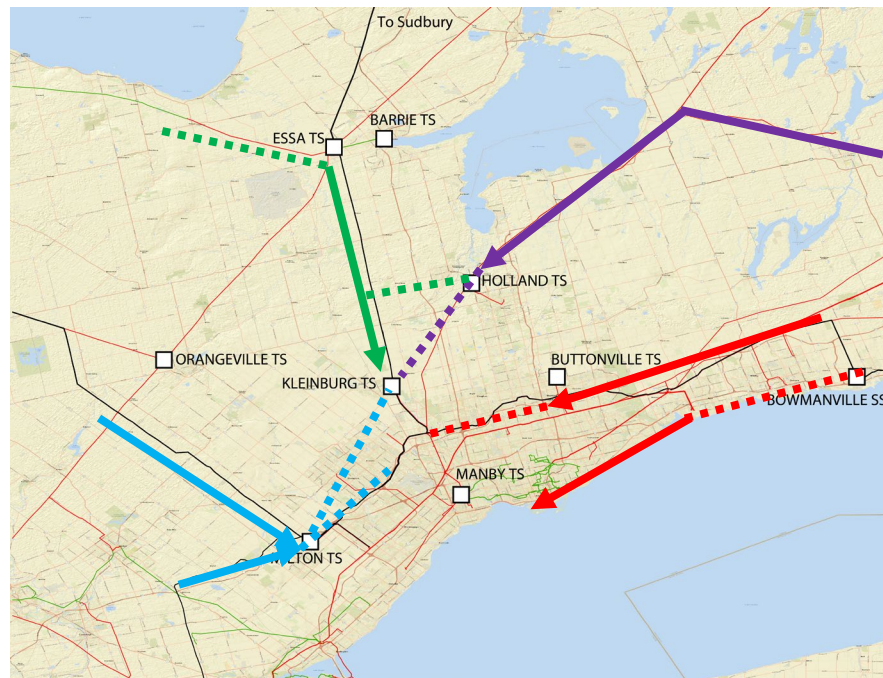 To Sudbury
BARRIE TS
ESSA TS
HOLLAND TS
ORANGEVILLE TS
BUTTONVILLE TS
KLEINBURG TS
BOWMANVILLE SS
MANBY TS
MILTON TS